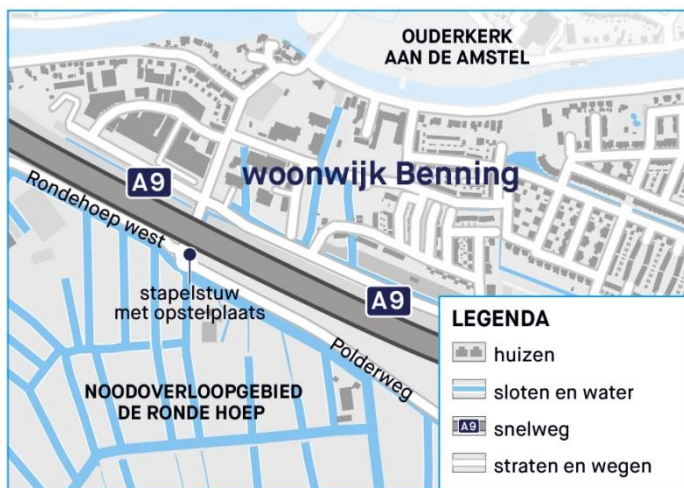 OUDERKERK
AAN DE AMSTEL
woonwijk Benning
A9
Rondehoep west
stapelstuw
met opstelplaats
A9
Polderweg
NOODOVERLOOPGEBIED
DE RONDE HOEP
LEGENDA
huizen
sloten en water
A9 snelweg
straten en wegen